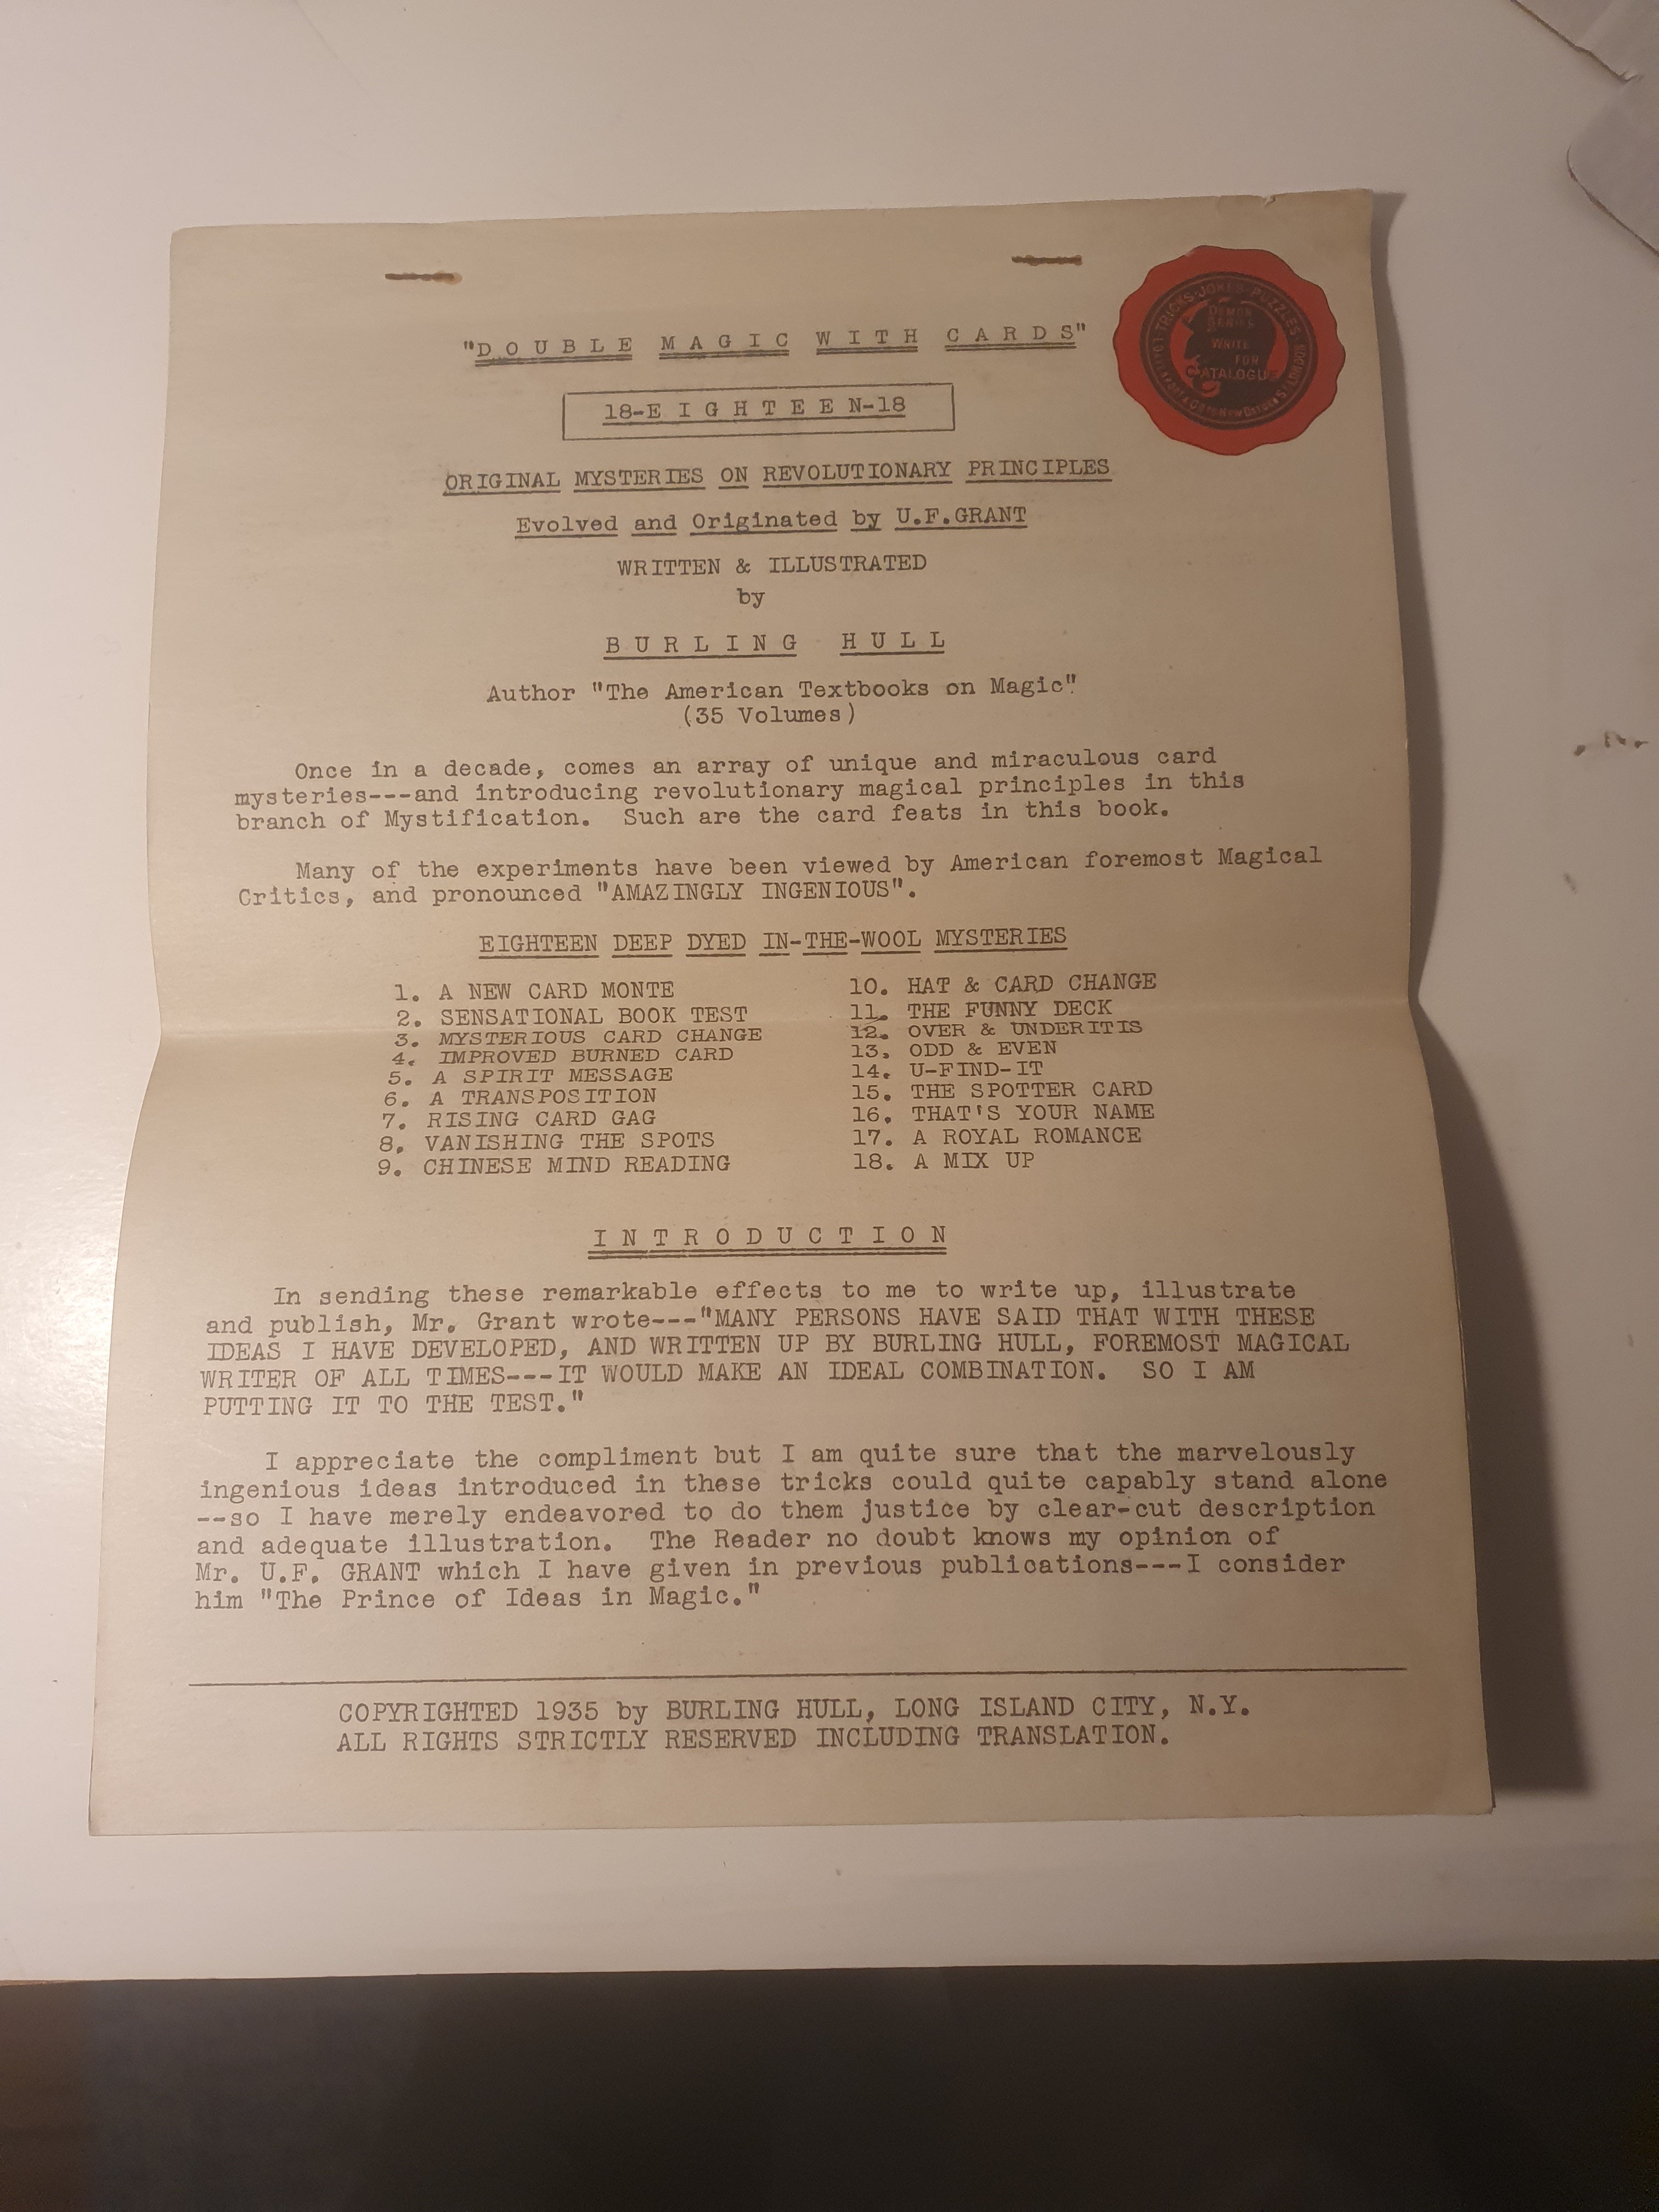 "D O U B L E  M A G I C  W I T H  C A R D S"
TRICKS·JOKES·PUZZLES·
DEMON
SERIES
WRITE
FOR
CATALOGUE
NEW OXFORD ST LONDON
18-E I G H T E E N-18
ORIGINAL MYSTERIES ON REVOLUTIONARY PRINCIPLES
Evolved and Originated by U.F.GRANT
WRITTEN & ILLUSTRATED
by
B U R L I N G  H U L L
Author "The American Textbooks on Magic"
(35 Volumes)
Once in a decade, comes an array of unique and miraculous card
mysteries---and introducing revolutionary magical principles in this
branch of Mystification. Such are the card feats in this book.
Many of the experiments have been viewed by American foremost Magical
Critics, and pronounced "AMAZINGLY INGENIOUS".
EIGHTEEN DEEP DYED IN-THE-WOOL MYSTERIES
1. A NEW CARD MONTE
2. SENSATIONAL BOOK TEST
3. MYSTERIOUS CARD CHANGE
4. IMPROVED BURNED CARD
5. A SPIRIT MESSAGE
6. A TRANSPOSITION
7. RISING CARD GAG
8. VANISHING THE SPOTS
9. CHINESE MIND READING
10. HAT & CARD CHANGE
11. THE FUNNY DECK
12. OVER & UNDERITIS
13. ODD & EVEN
14. U-FIND-IT
15. THE SPOTTER CARD
16. THAT'S YOUR NAME
17. A ROYAL ROMANCE
18. A MIX UP
I N T R O D U C T I O N
In sending these remarkable effects to me to write up, illustrate
and publish, Mr. Grant wrote---"MANY PERSONS HAVE SAID THAT WITH THESE
IDEAS I HAVE DEVELOPED, AND WRITTEN UP BY BURLING HULL, FOREMOST MAGICAL
WRITER OF ALL TIMES---IT WOULD MAKE AN IDEAL COMBINATION. SO I AM
PUTTING IT TO THE TEST."
I appreciate the compliment but I am quite sure that the marvelously
ingenious ideas introduced in these tricks could quite capably stand alone
--so I have merely endeavored to do them justice by clear-cut description
and adequate illustration. The Reader no doubt knows my opinion of
Mr. U.F. GRANT which I have given in previous publications---I consider
him "The Prince of Ideas in Magic."
COPYRIGHTED 1935 by BURLING HULL, LONG ISLAND CITY, N.Y.
ALL RIGHTS STRICTLY RESERVED INCLUDING TRANSLATION.